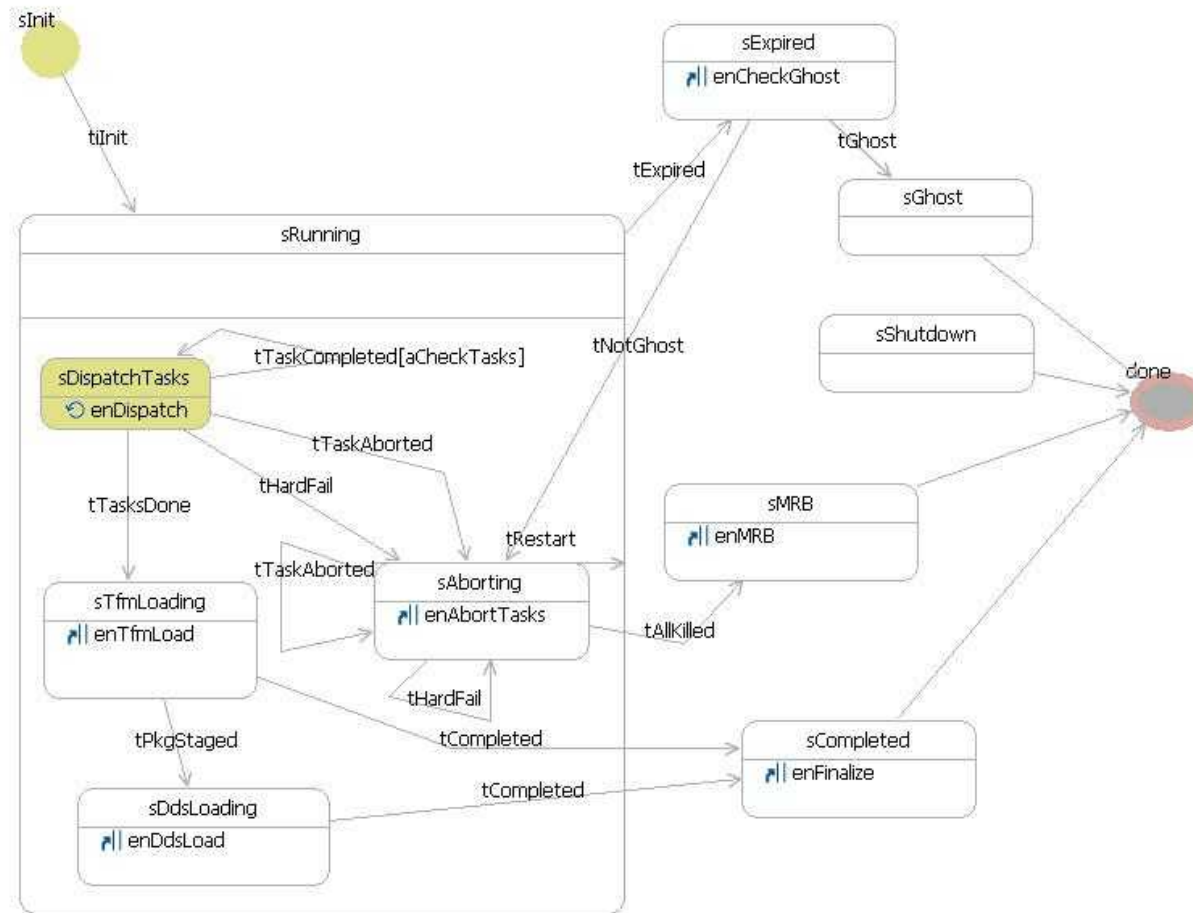 sInit
sExpired
enCheckGhost
tiInit
tGhost
tExpired
sGhost
sRunning
sShutdown
tNotGhost
tTaskCompleted[aCheckTasks]
done
sDispatchTasks
enDispatch
tTaskAborted
tHardFail
tTasksDone
sMRB
enMRB
tRestart
tTaskAborted
sAborting
enAbortTasks
sTfmLoading
enTfmLoad
tAllKilled
tHardFail
tPkgStaged
tCompleted
sCompleted
enFinalize
tCompleted
sDdsLoading
enDdsLoad